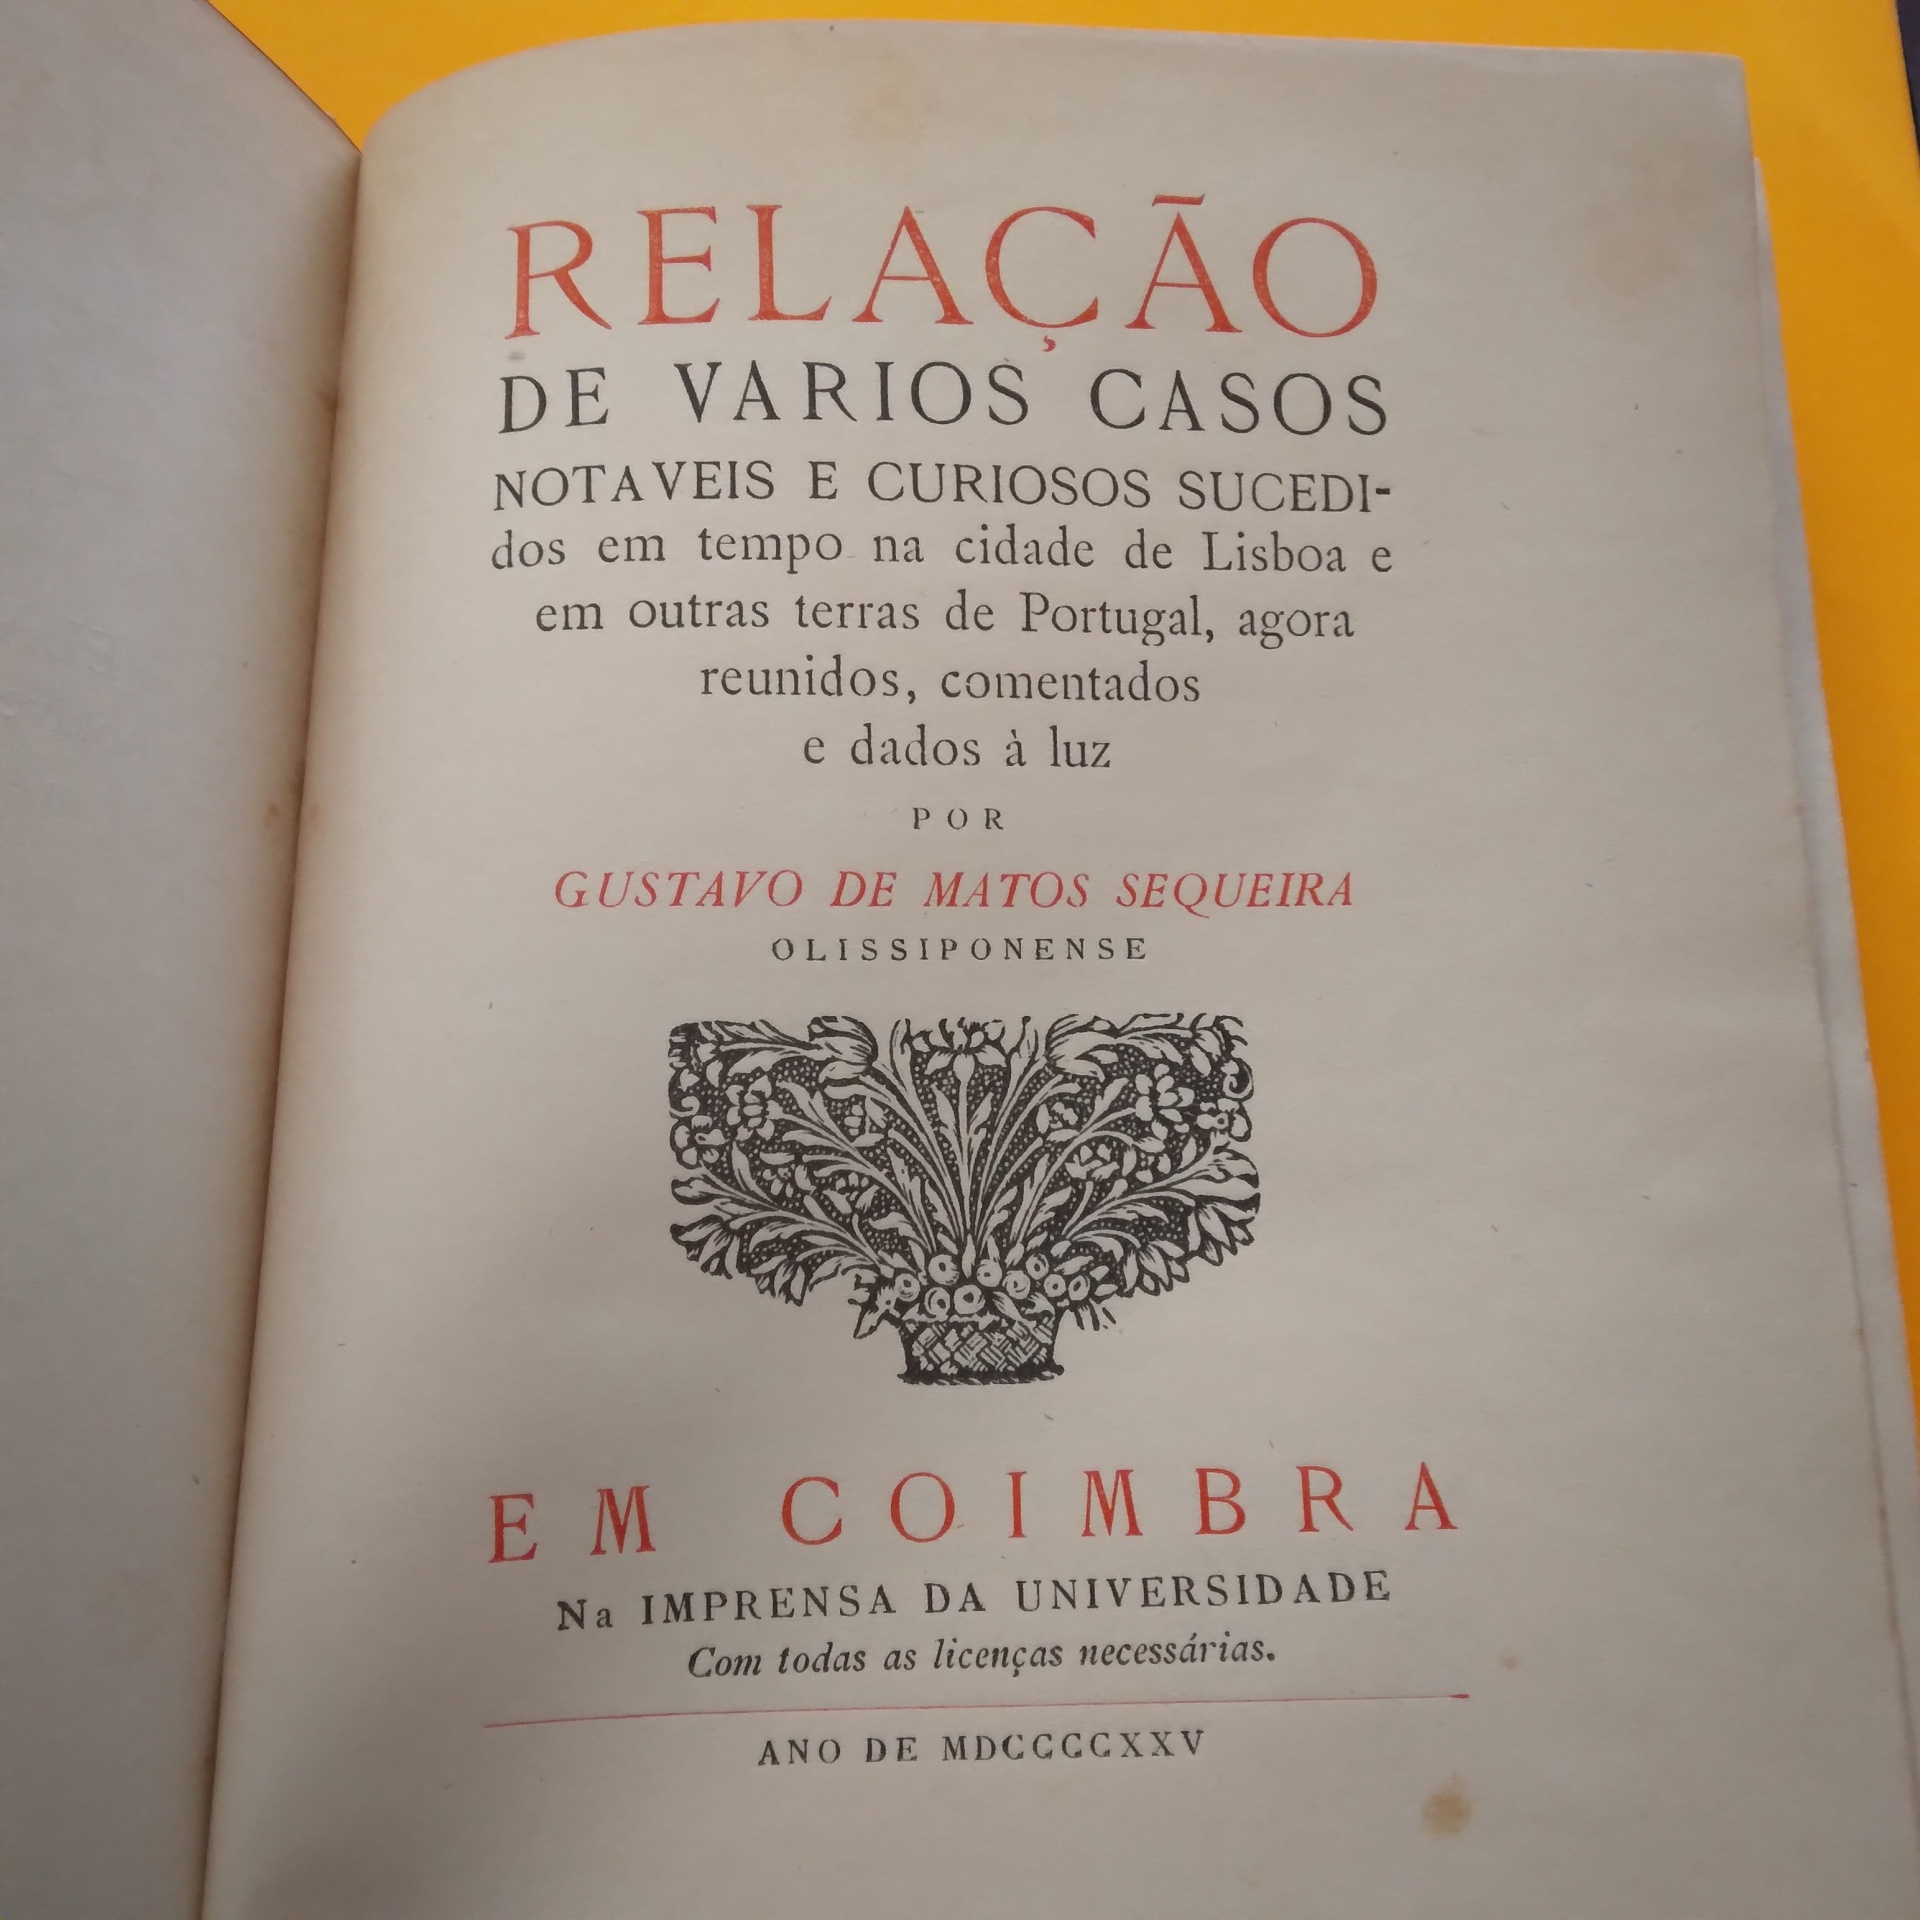 RELAÇÃO
DE VARIOS CASOS
NOTAVEIS E CURIOSOS SUCEDI-
dos em tempo na cidade de Lisboa e
em outras terras de Portugal, agora
reunidos, comentados
e dados à luz
POR
GUSTAVO DE MATOS SEQUEIRA
OLISSIPONENSE
EM COIMBRA
Na IMPRENSA DA UNIVERSIDADE
Com todas as licenças necessárias.
ANO DE MDCCCCXXV